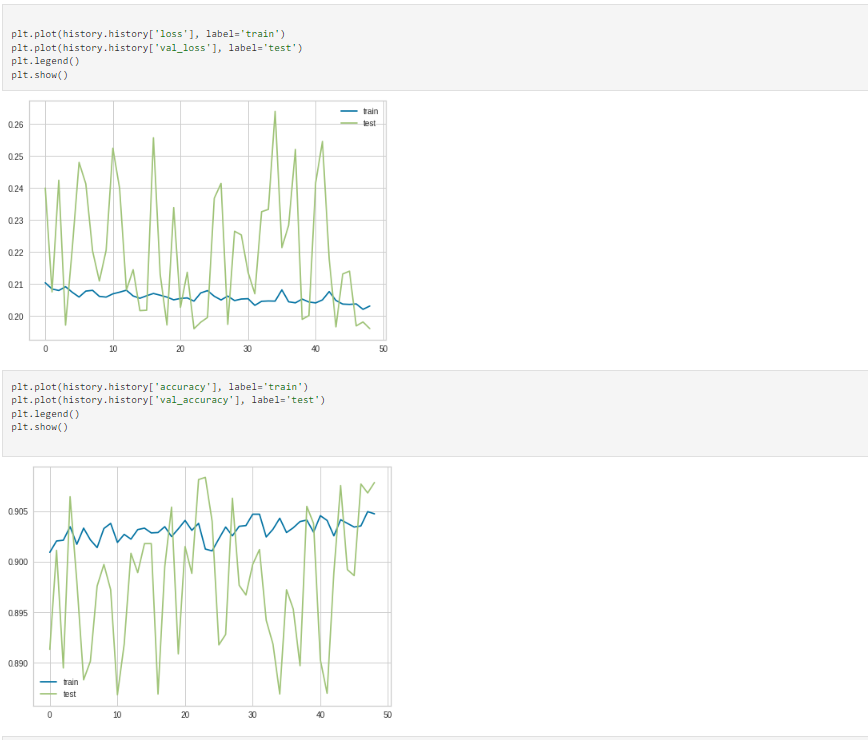 plt.plot(history.history['loss'], label='train')
plt.plot(history.history['val_loss'], label='test')
plt.legend()
plt.show()
train
test
0.26
0.25
0.24
0.23
0.22
0.21
0.20
0 10 20 30 40 50
plt.plot(history.history['accuracy'], label='train')
plt.plot(history.history['val_accuracy'], label='test')
plt.legend()
plt.show()
0.905
0.900
0.895
0.890
train
test
0 10 20 30 40 50